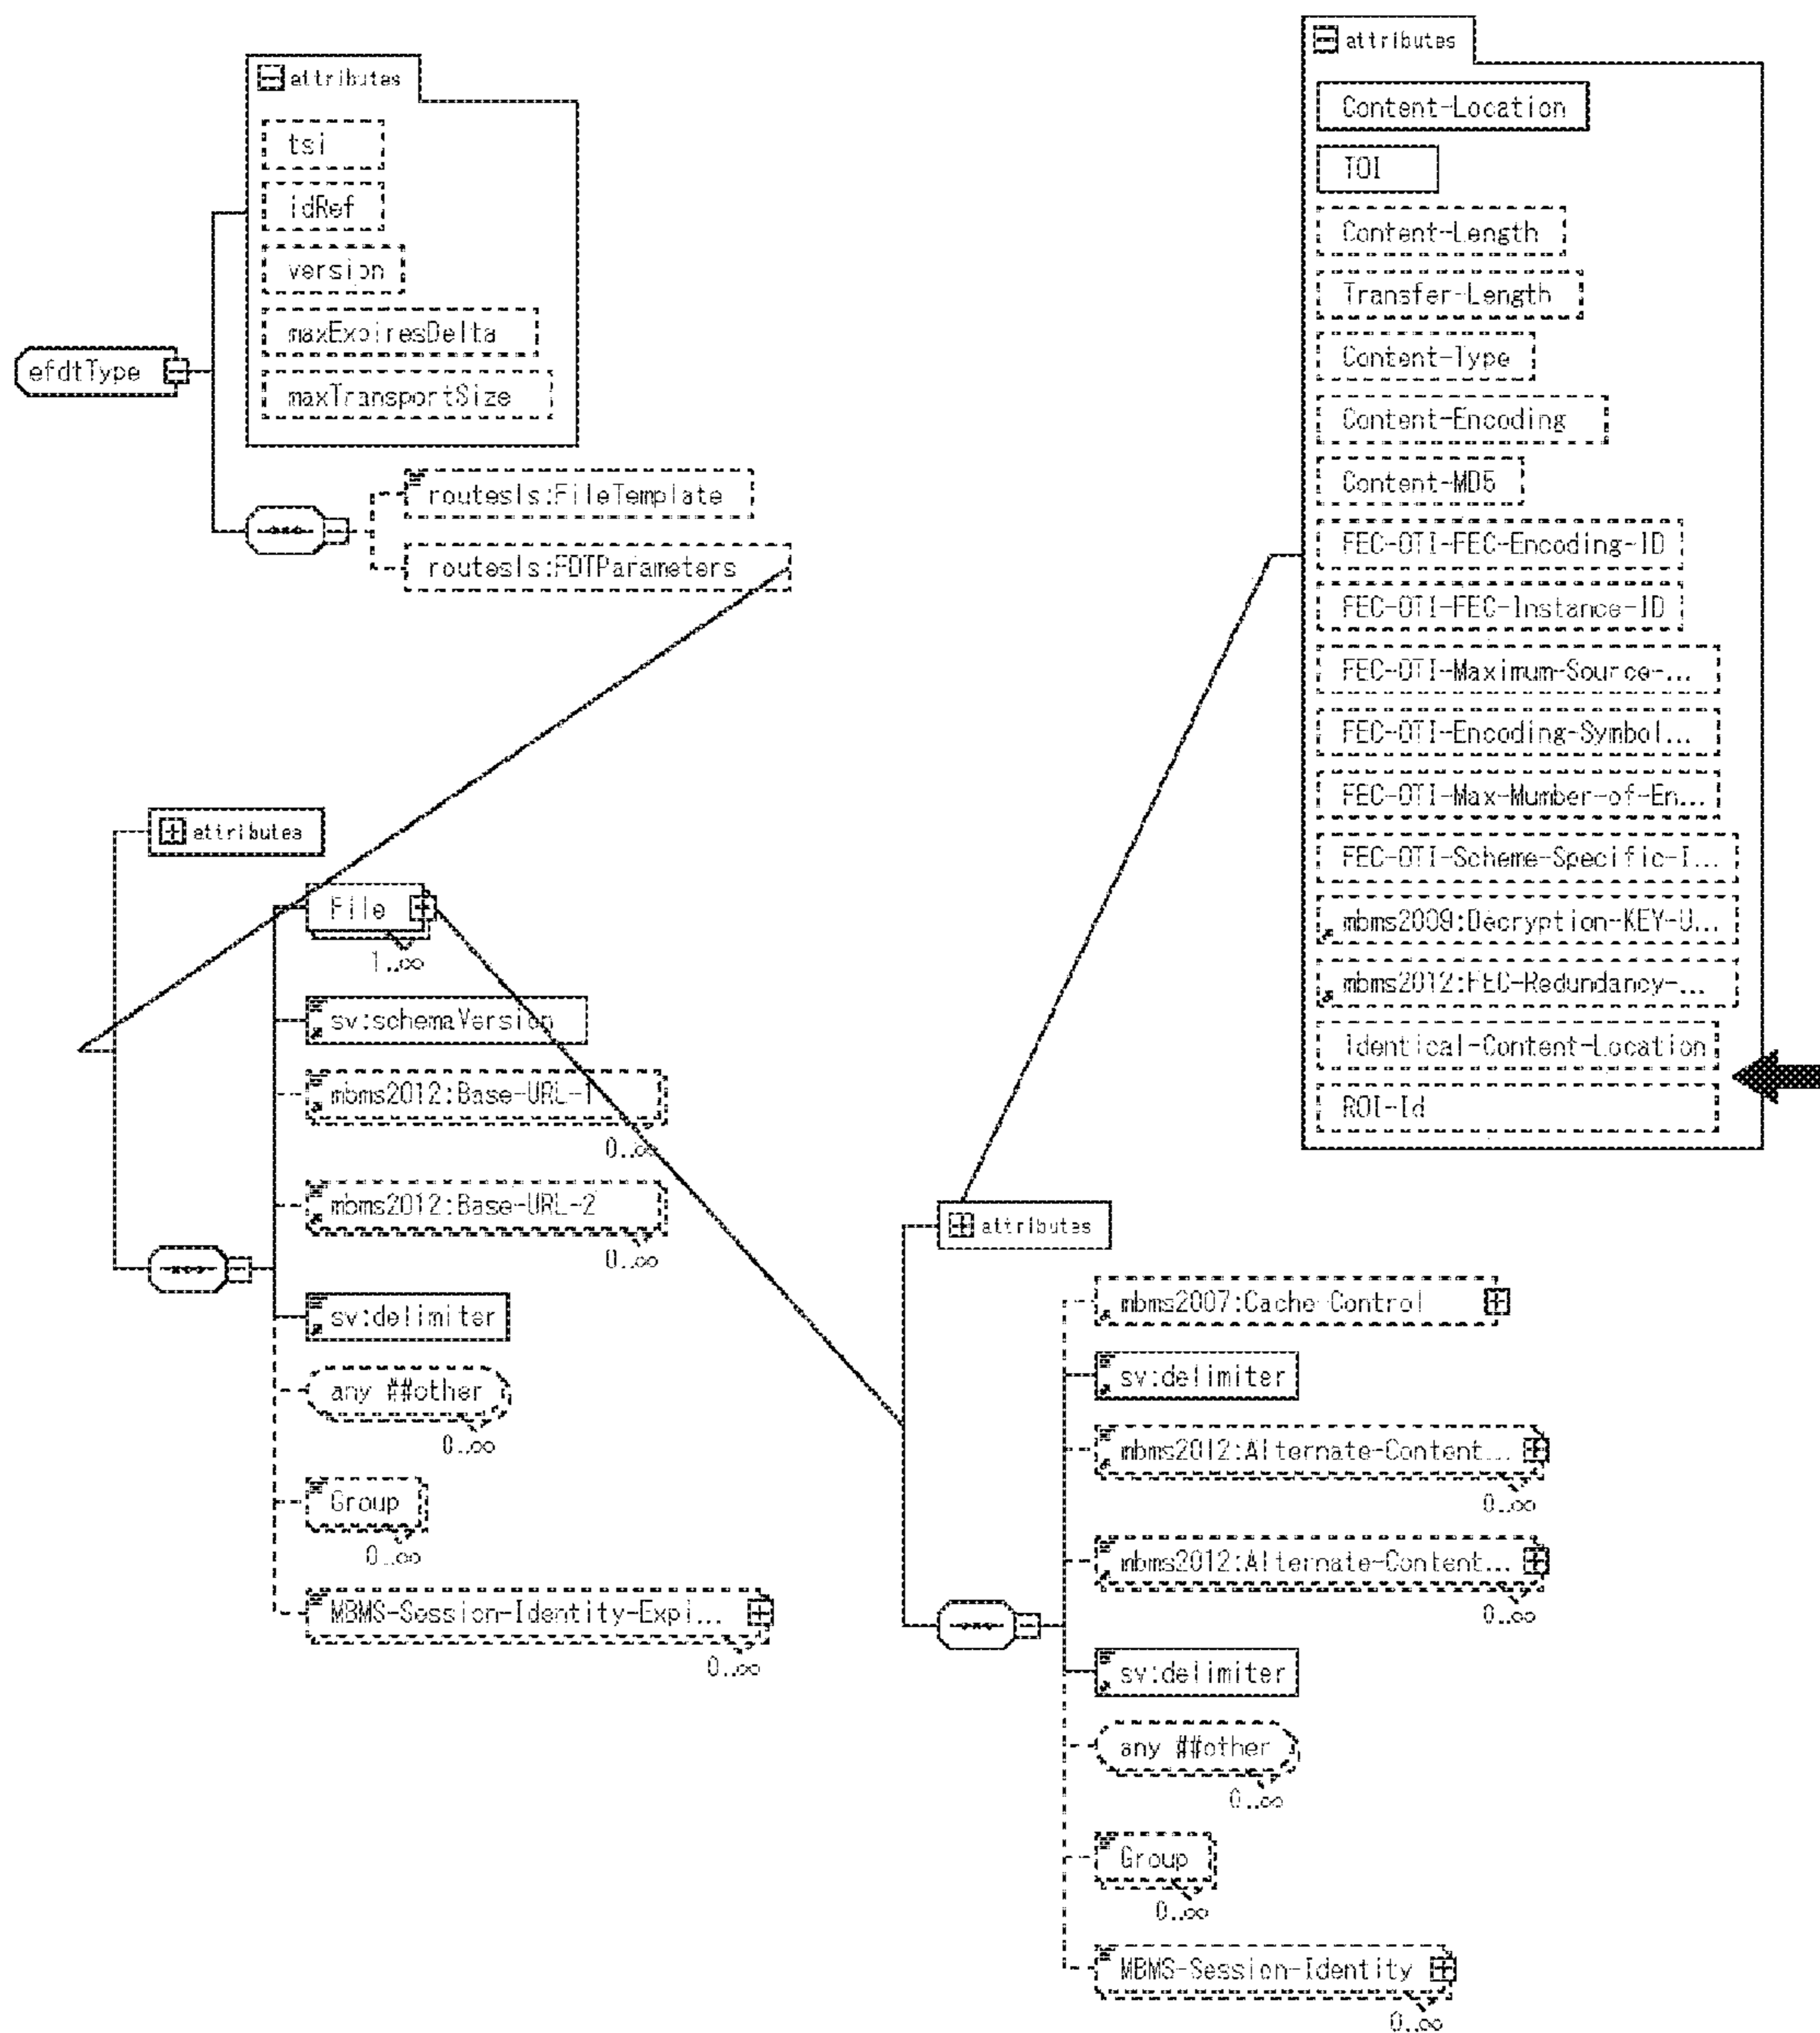 attributes
tsi
idRef
version
maxExpiresDelta
maxTransportSize
efdtType
routesls:FileTemplate
routesls:FDTParameters
attributes
File
1..∞
sv:schemaVersion
mbms2012:Base-URL-1
0..∞
mbms2012:Base-URL-2
0..∞
sv:delimiter
any ##other
0..∞
Group
0..∞
MBMS-Session-Identity-Expi...
0..∞
attributes
Content-Location
TOI
Content-Length
Transfer-Length
Content-Type
Content-Encoding
Content-MD5
FEC-OTI-FEC-Encoding-ID
FEC-OTI-FEC-Instance-ID
FEC-OTI-Maximum-Source-...
FEC-OTI-Encoding-Symbol...
FEC-OTI-Max-Mumber-of-En...
FEC-OTI-Scheme-Specific-I...
mbms2009:Decryption-KEY-U...
mbms2012:FEC-Redundancy-...
Identical-Content-Location
ROI-Id
attributes
mbms2007:Cache-Control
sv:delimiter
mbms2012:Alternate-Content...
0..∞
mbms2012:Alternate-Content...
0..∞
sv:delimiter
any ##other
0..∞
Group
0..∞
MBMS-Session-Identity
0..∞